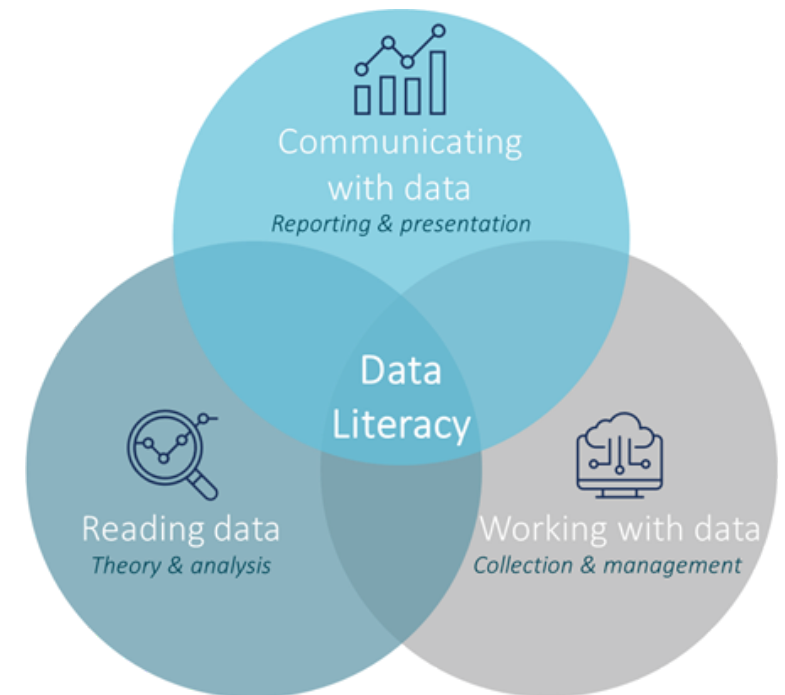 Communicating
with data
Reporting & presentation
Data
Literacy
Reading data
Theory & analysis
Working with data
Collection & management